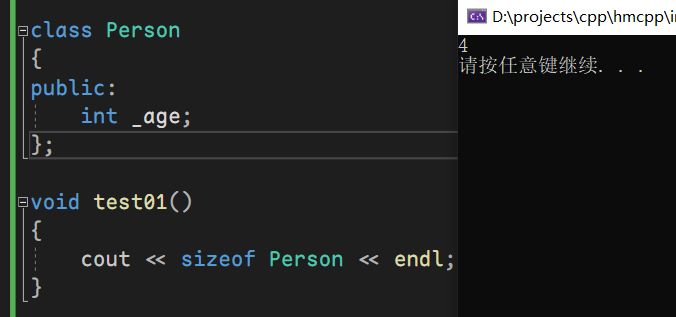 class Person
{
public:
    int _age;
};
void test01()
{
    cout << sizeof Person << endl;
}
D:\projects\cpp\hmcpp\
4
请按任意键继续. . .